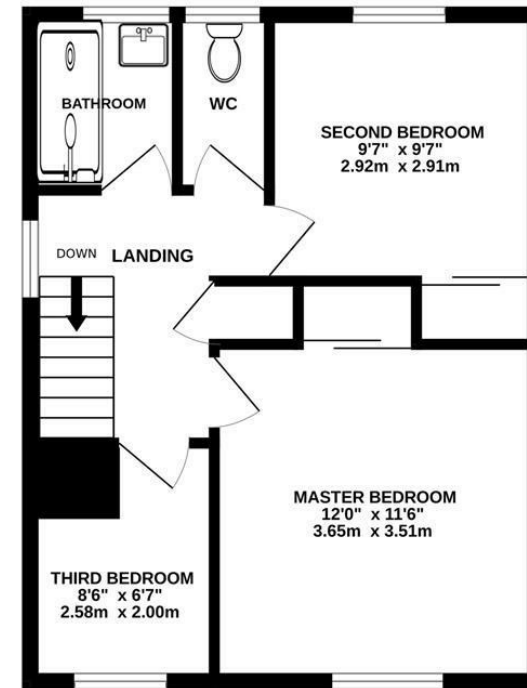 BATHROOM
WC
SECOND BEDROOM
9'7" x 9'7"
2.92m x 2.91m
DOWN
LANDING
MASTER BEDROOM
12'0" x 11'6"
3.65m x 3.51m
THIRD BEDROOM
8'6" x 6'7"
2.58m x 2.00m